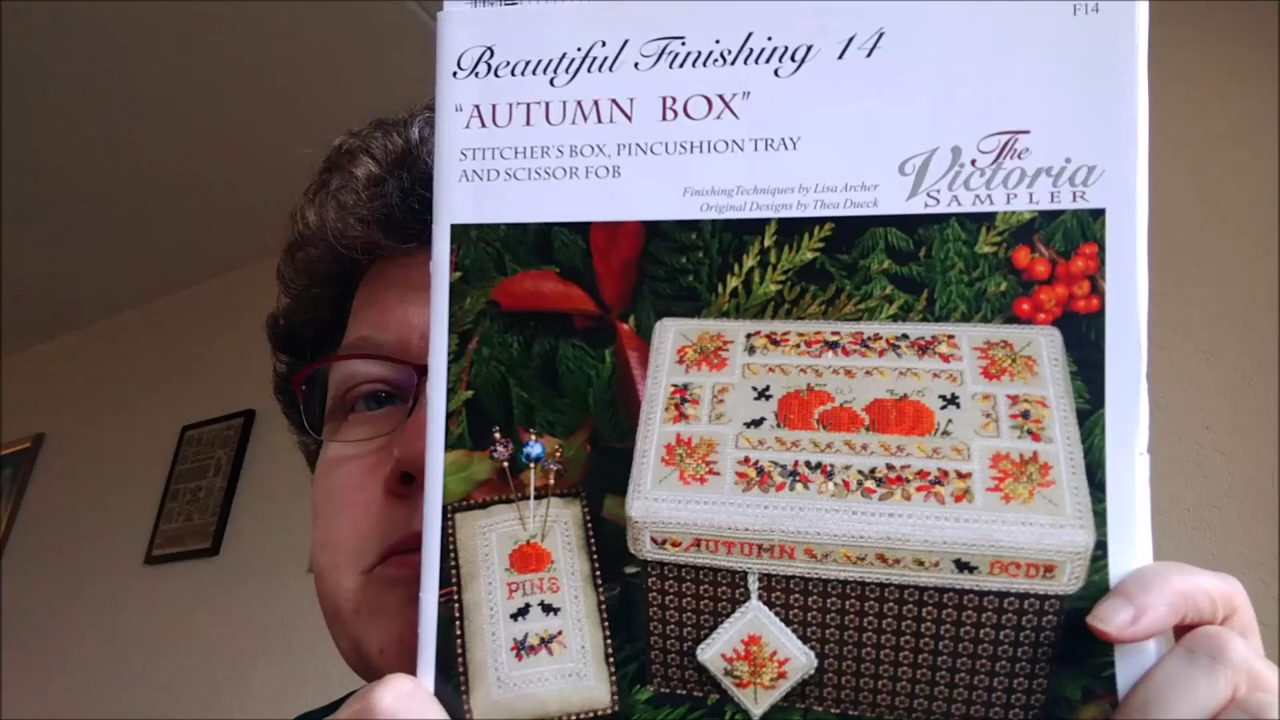 F14
Beautiful Finishing 14
"AUTUMN BOX"
STITCHER'S BOX, PINCUSHION TRAY
AND SCISSOR FOB
Finishing Techniques by Lisa Archer
Original Designs by Thea Dueck
The
Victoria
SAMPLER
AUTUMN
BCDE
PINS